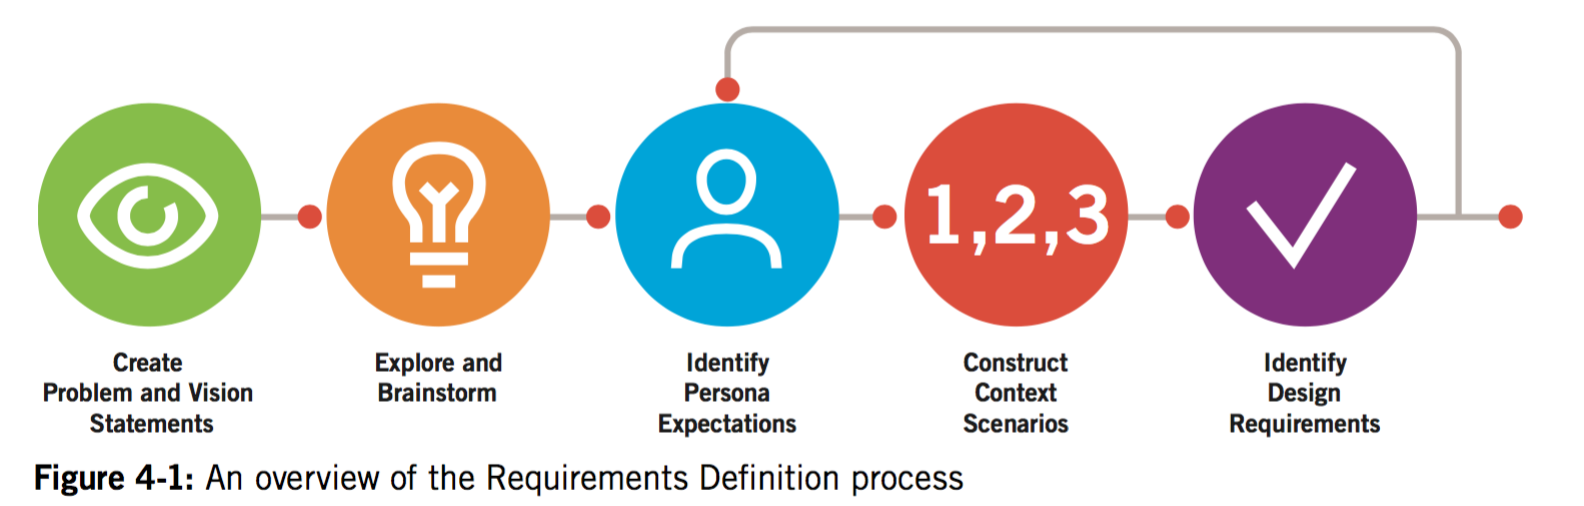 1,2,3
Create
Problem and Vision
Statements
Explore and
Brainstorm
Identify
Persona
Expectations
Construct
Context
Scenarios
Identify
Design
Requirements
Figure 4-1: An overview of the Requirements Definition process